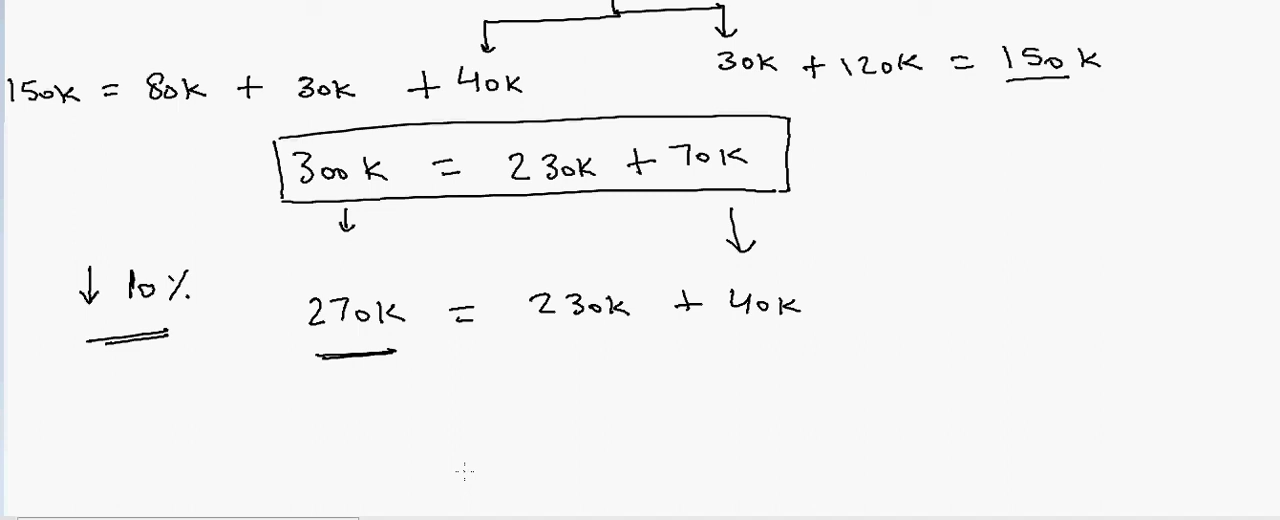 30K + 120K = 150K
150K = 80K + 30K + 40K
300K = 230K + 70K
↓ 10%
270K = 230K + 40K